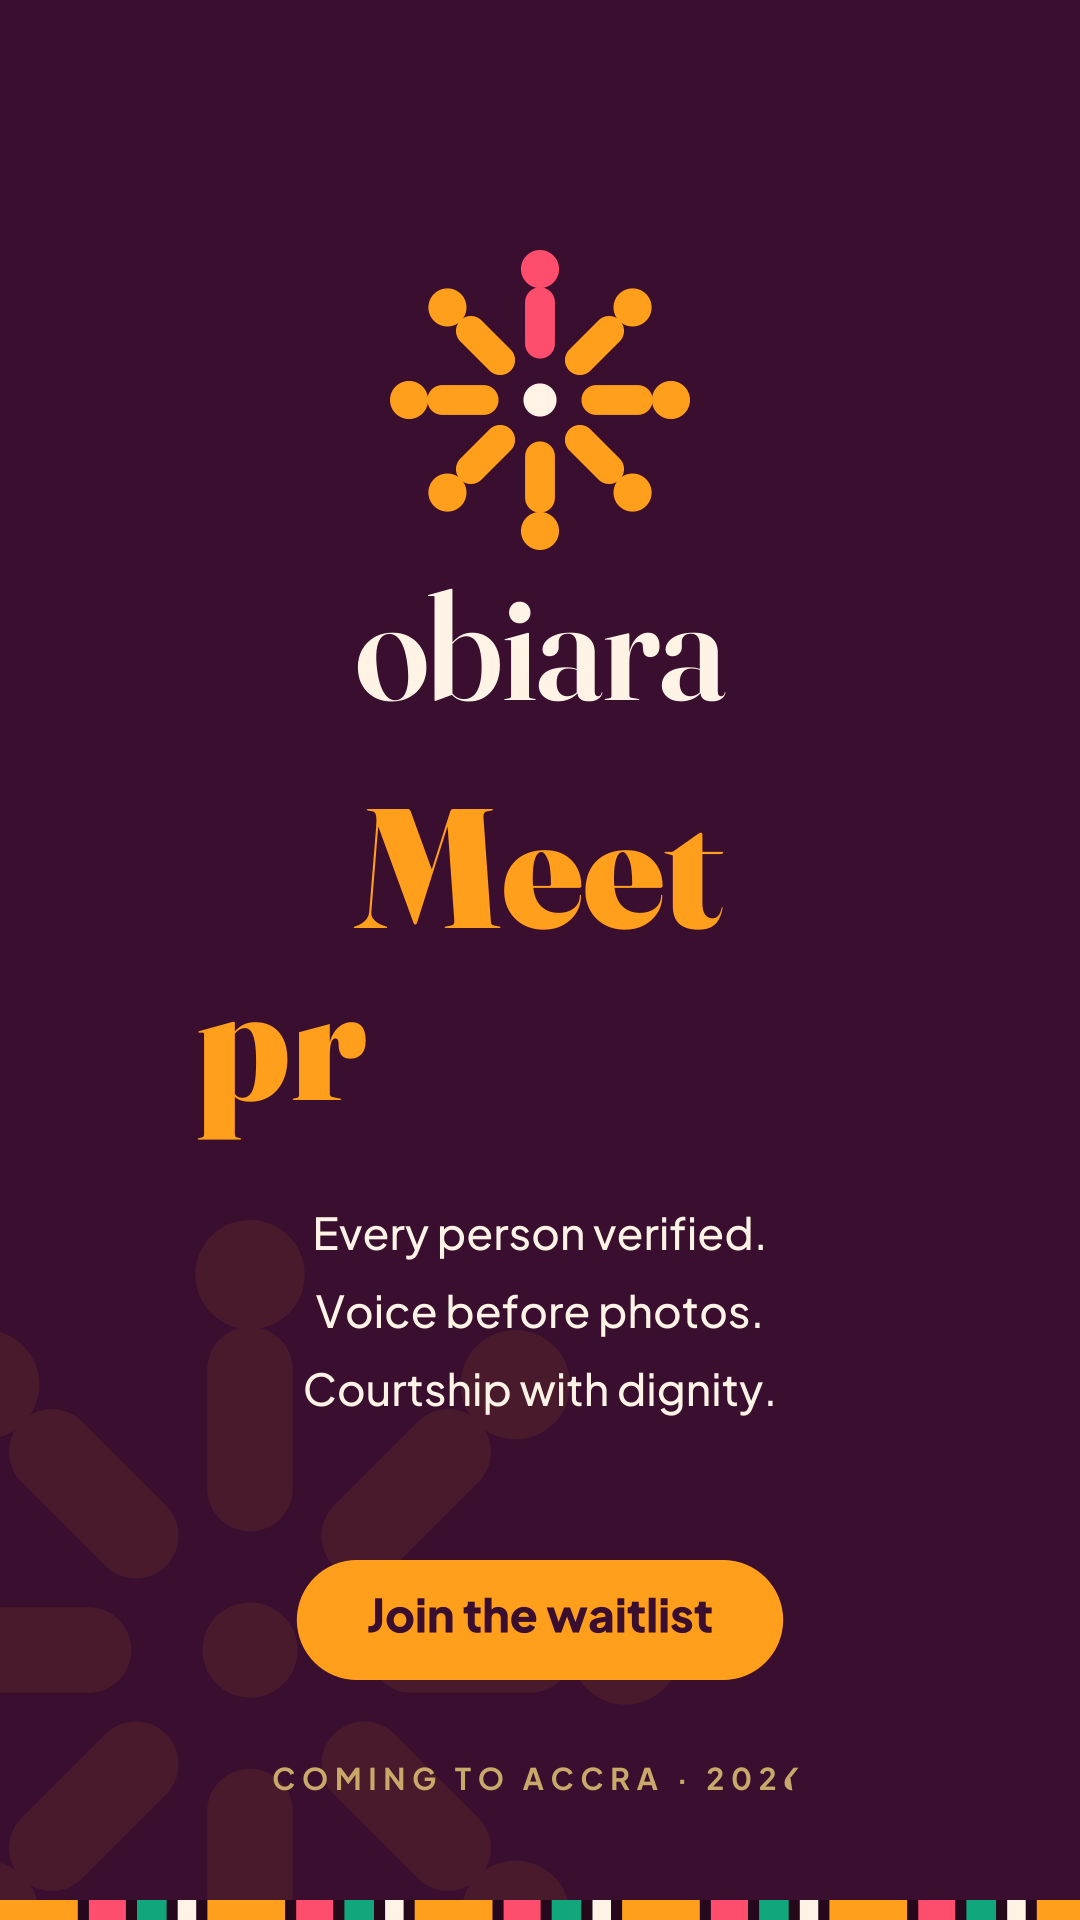 obiara
Meet
pr
Every person verified.
Voice before photos.
Courtship with dignity.
Join the waitlist
COMING TO ACCRA · 202